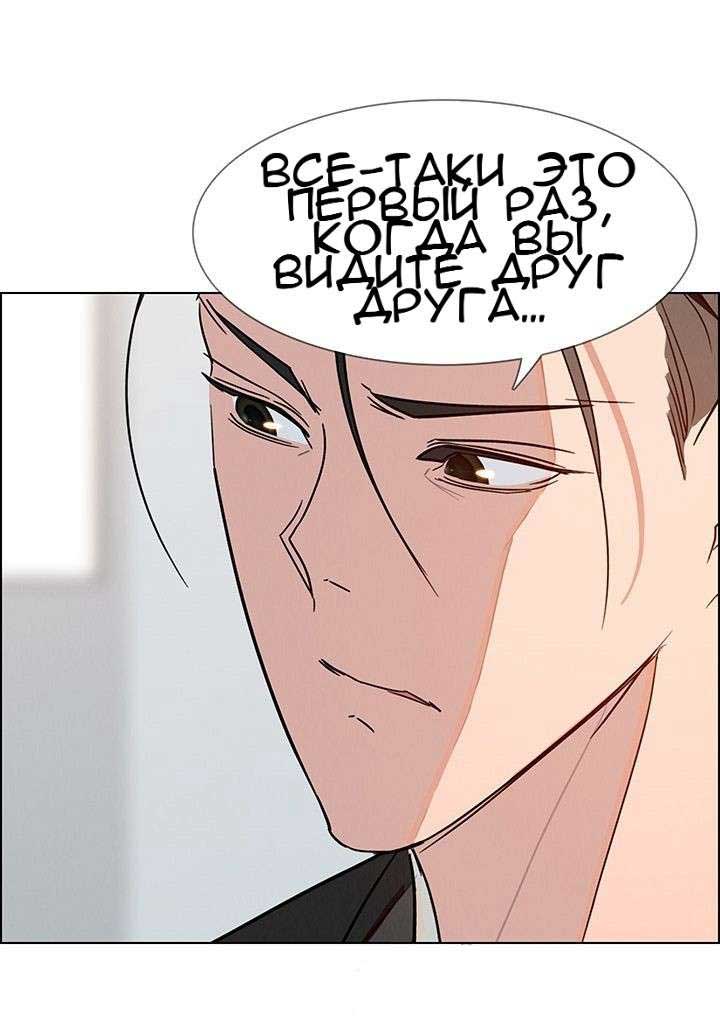 ВСЕ-ТАКИ ЭТО
ПЕРВЫЙ РАЗ,
КОГДА ВЫ
ВИДИТЕ ДРУГ
ДРУГА...